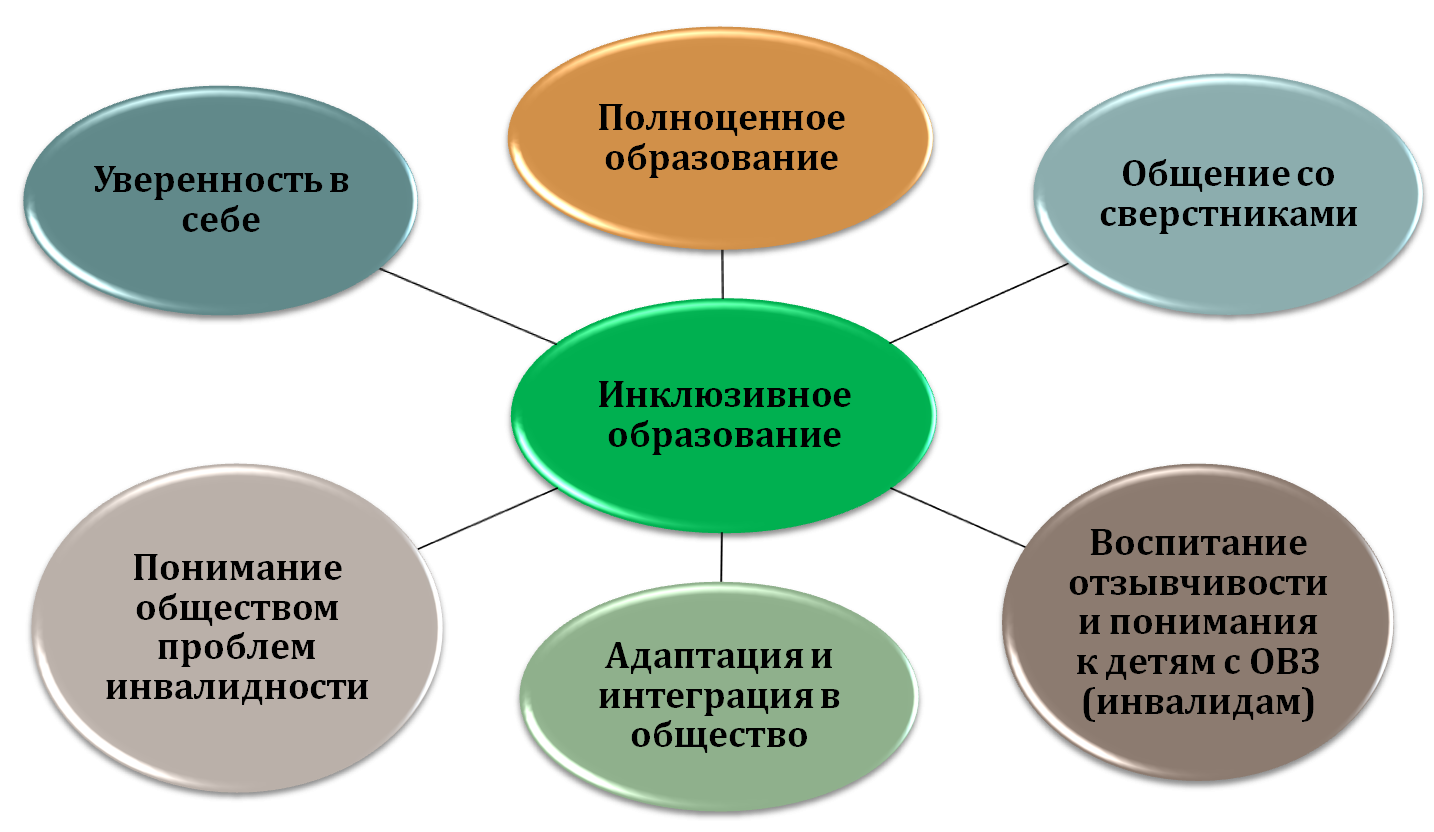 Полноценное
образование
Уверенность в
себе
Общение со
сверстниками
Инклюзивное
образование
Понимание
обществом
проблем
инвалидности
Адаптация и
интеграция в
общество
Воспитание
отзывчивости
и понимания
к детям с ОВЗ
(инвалидам)